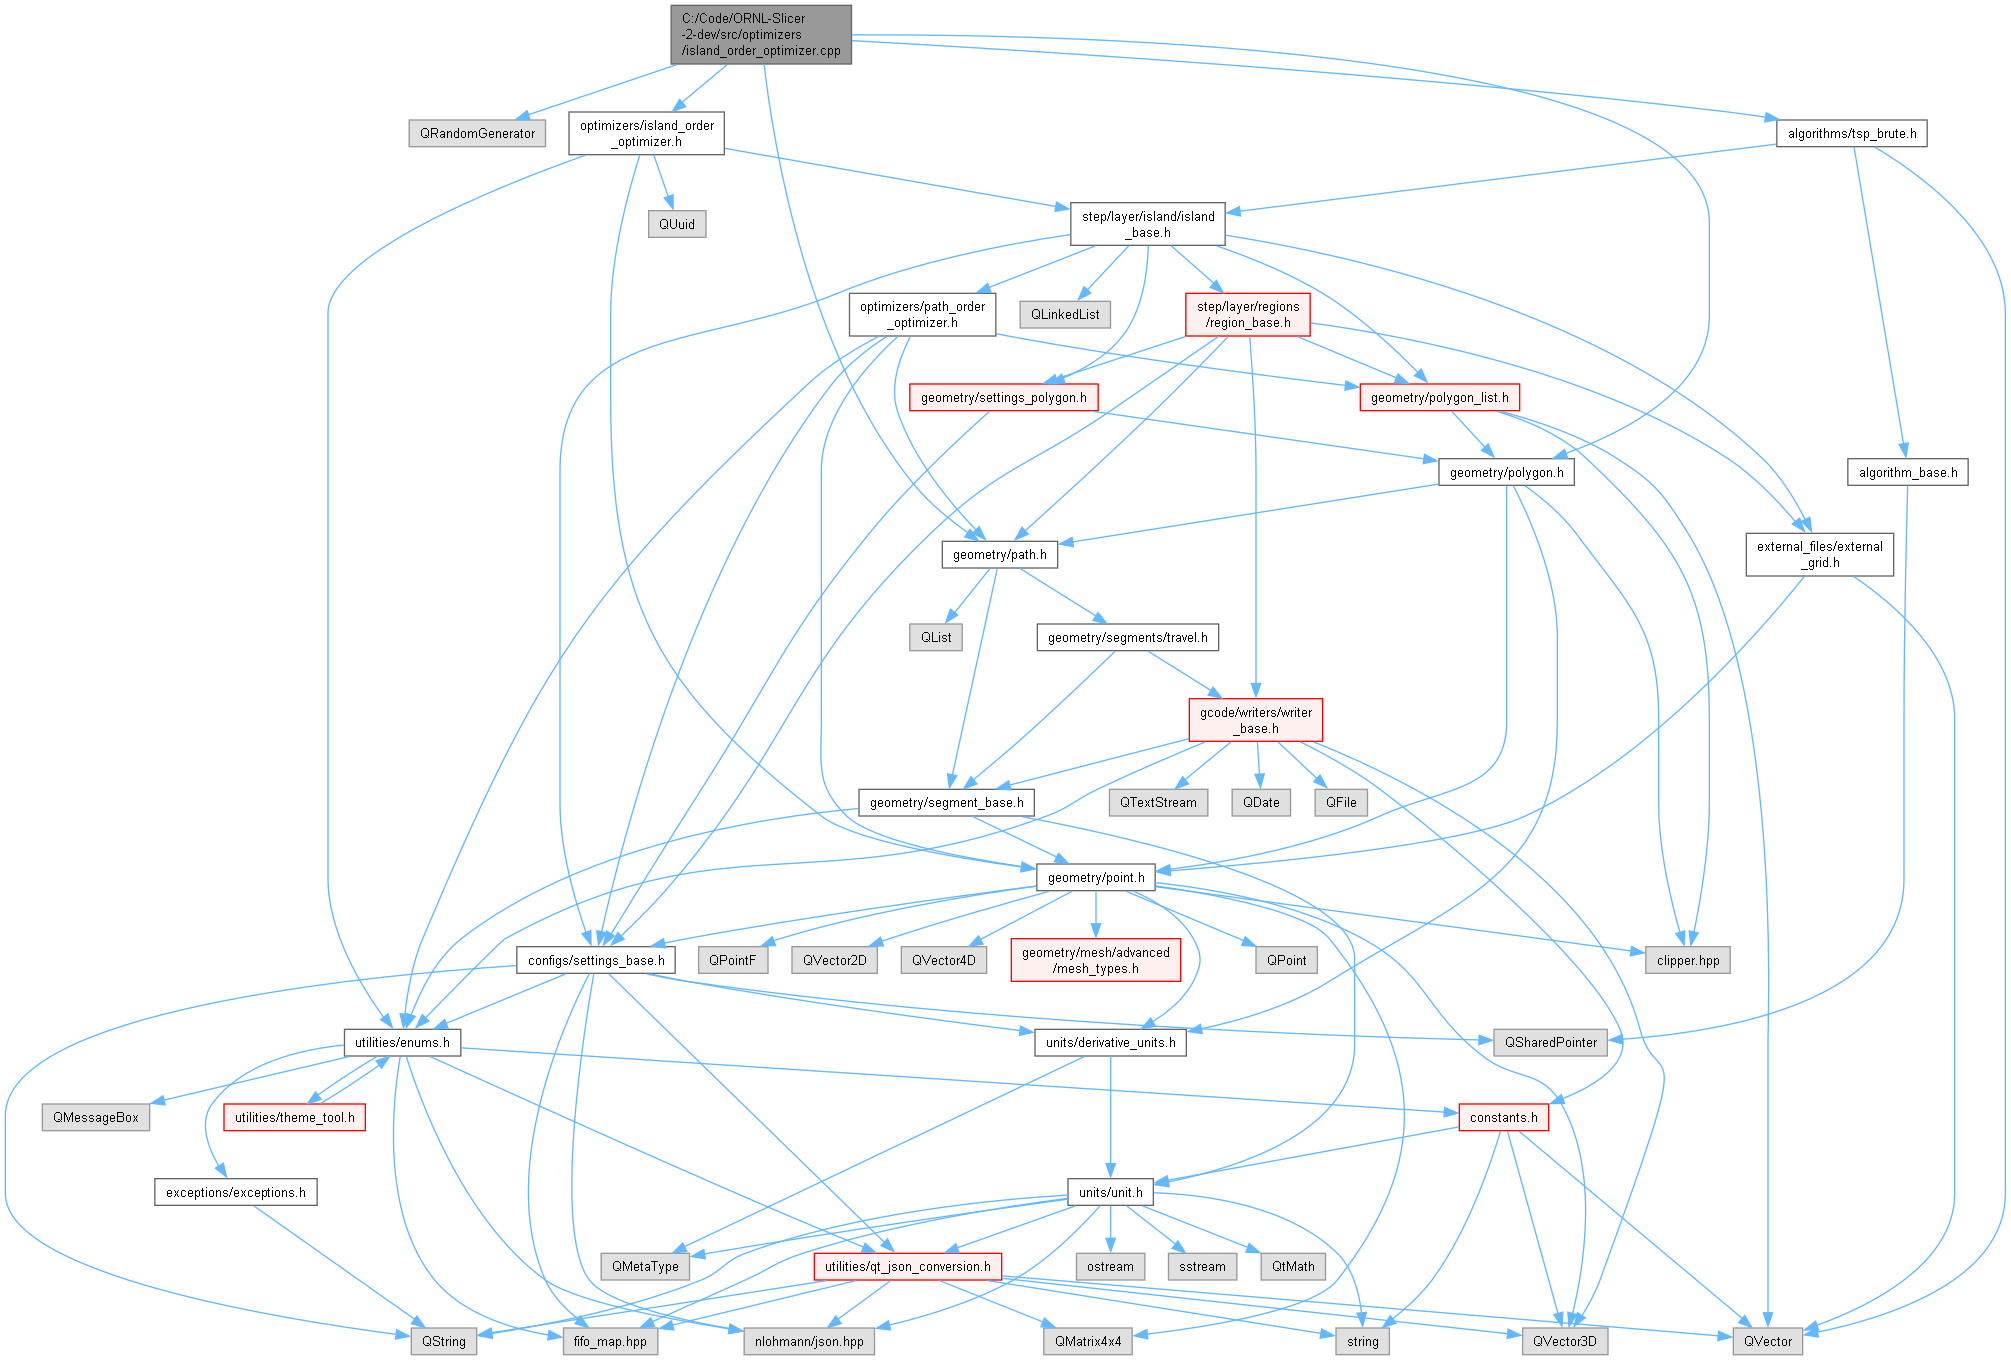 C:/Code/ORNL-Slicer
-2-dev/src/optimizers
/island_order_optimizer.cpp
QRandomGenerator
optimizers/island_order
_optimizer.h
algorithms/tsp_brute.h
QUuid
step/layer/island/island
_base.h
optimizers/path_order
_optimizer.h
QLinkedList
step/layer/regions
/region_base.h
geometry/settings_polygon.h
geometry/polygon_list.h
geometry/polygon.h
algorithm_base.h
geometry/path.h
external_files/external
_grid.h
QList
geometry/segments/travel.h
gcode/writers/writer
_base.h
geometry/segment_base.h
QTextStream
QDate
QFile
geometry/point.h
configs/settings_base.h
QPointF
QVector2D
QVector4D
geometry/mesh/advanced
/mesh_types.h
QPoint
clipper.hpp
utilities/enums.h
units/derivative_units.h
QSharedPointer
QMessageBox
utilities/theme_tool.h
constants.h
exceptions/exceptions.h
units/unit.h
QMetaType
utilities/qt_json_conversion.h
ostream
sstream
QtMath
QString
fifo_map.hpp
nlohmann/json.hpp
QMatrix4x4
string
QVector3D
QVector